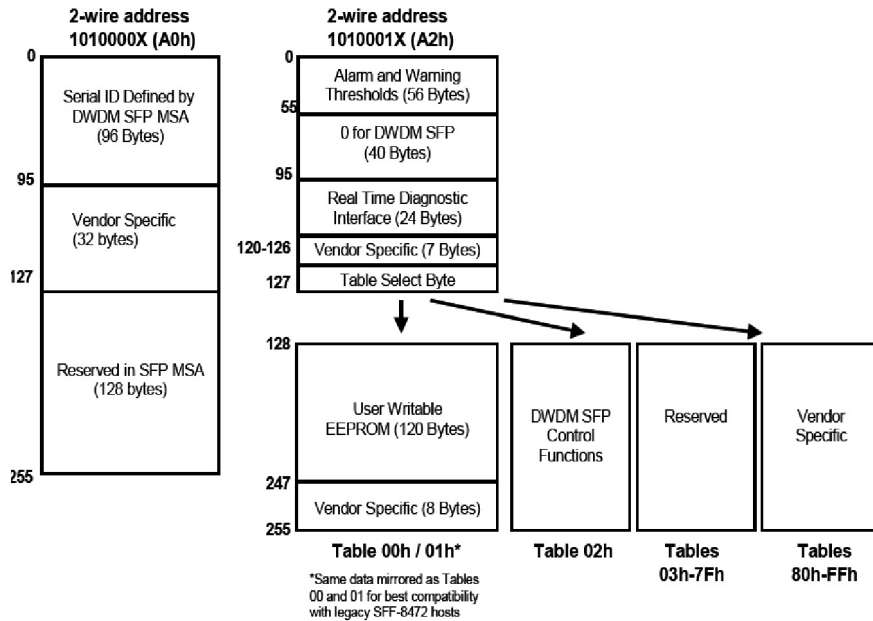 2-wire address
1010000X (A0h)
0
Serial ID Defined by
DWDM SFP MSA
(96 Bytes)
95
Vendor Specific
(32 bytes)
127
Reserved in SFP MSA
(128 bytes)
255
2-wire address
1010001X (A2h)
0
Alarm and Warning
Thresholds (56 Bytes)
55
0 for DWDM SFP
(40 Bytes)
95
Real Time Diagnostic
Interface (24 Bytes)
120-126
Vendor Specific (7 Bytes)
127
Table Select Byte
128
User Writable
EEPROM (120 Bytes)
247
Vendor Specific (8 Bytes)
255
Table 00h / 01h*
*Same data mirrored as Tables
00 and 01 for best compatibility
with legacy SFF-8472 hosts
DWDM SFP
Control
Functions
Table 02h
Reserved
Tables
03h-7Fh
Vendor
Specific
Tables
80h-FFh